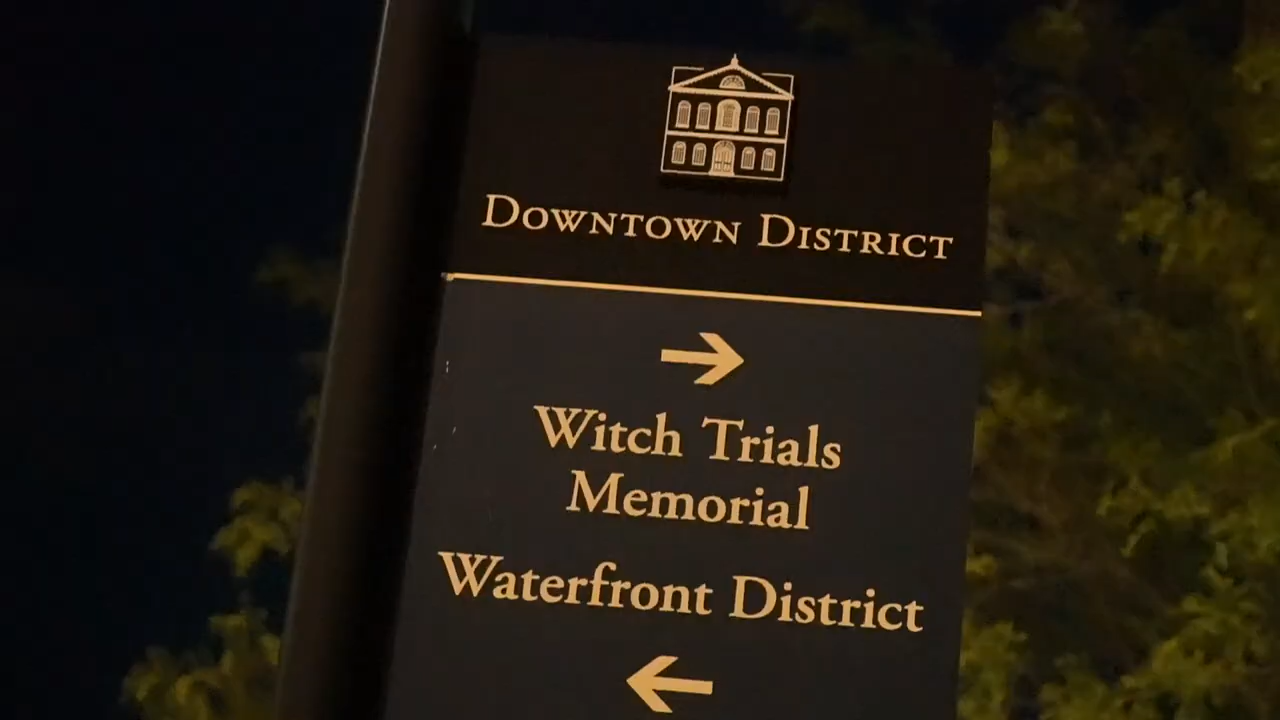 DOWNTOWN DISTRICT
→
Witch Trials
Memorial
Waterfront District
←